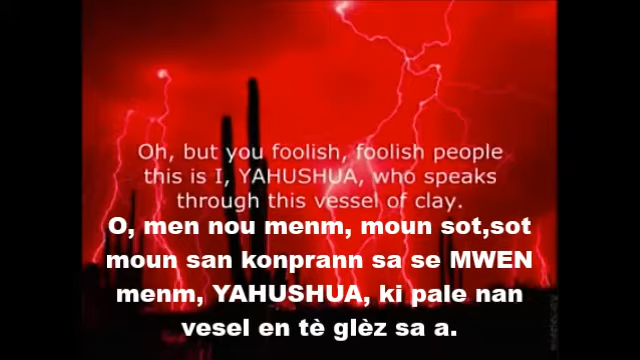 Oh, but you foolish, foolish people
this is I, YAHUSHUA, who speaks
through this vessel of clay.
O, men nou menm, moun sot,sot
moun san konprann sa se MWEN
menm, YAHUSHUA, ki pale nan
vesel en tè glèz sa a.